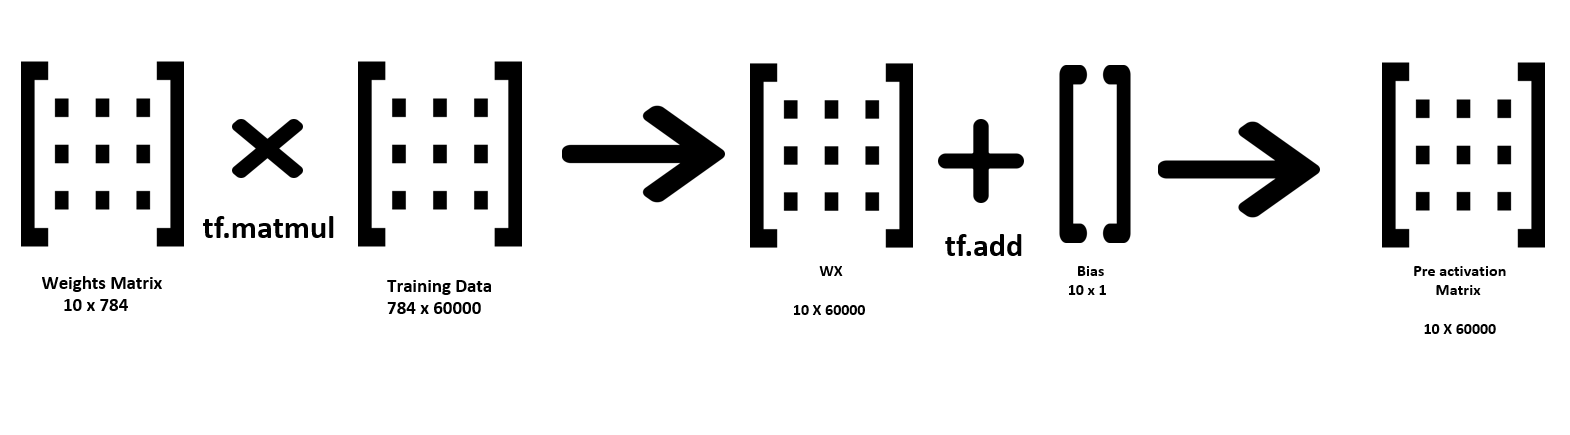 tf.matmul
Weights Matrix
10 x 784
Training Data
784 x 60000
WX
10 X 60000
tf.add
Bias
10 x 1
Pre activation
Matrix
10 X 60000